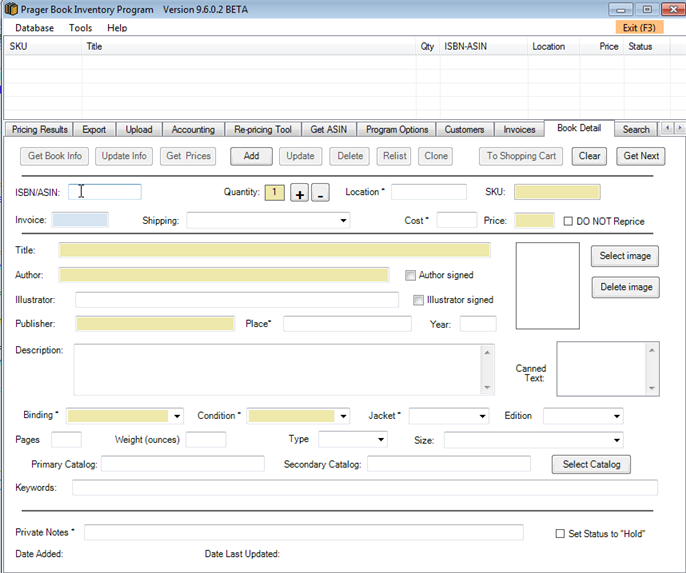 Prager Book Inventory Program Version 9.6.0.2 BETA
Database Tools Help Exit (F3)
SKU Title Qty ISBN-ASIN Location Price Status
Pricing Results Export Upload Accounting Re-pricing Tool Get ASIN Program Options Customers Invoices Book Detail Search
Get Book Info Update Info Get Prices Add Update Delete Relist Clone To Shopping Cart Clear Get Next
ISBN/ASIN: Quantity: 1 + - Location * SKU:
Invoice: Shipping: Cost * Price: DO NOT Reprice
Title: Select image
Author: Author signed
Delete image
Illustrator: Illustrator signed
Publisher: Place* Year:
Description: Canned Text:
Binding * Condition * Jacket * Edition
Pages Weight (ounces) Type Size:
Primary Catalog: Secondary Catalog: Select Catalog
Keywords:
Private Notes * Set Status to "Hold"
Date Added: Date Last Updated: